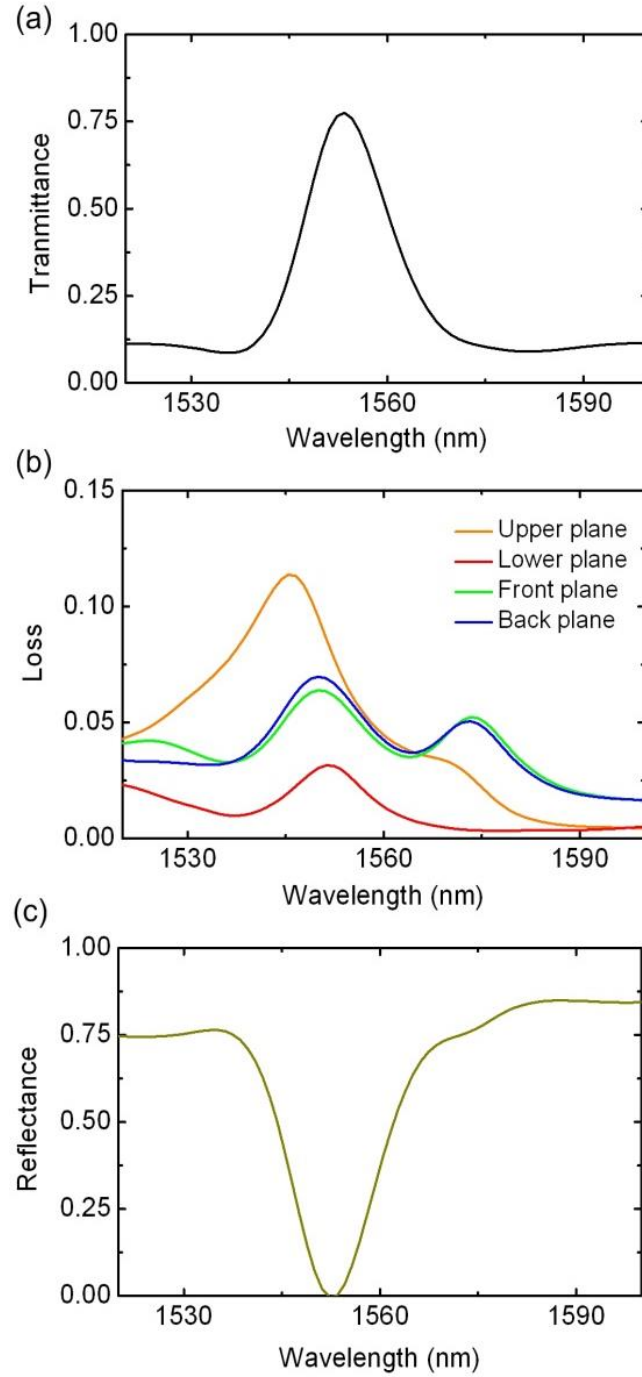 (a)
1.00
0.75
0.50
0.25
0.00
Tranmittance
1530 1560 1590
Wavelength (nm)
(b)
0.15
0.10
0.05
0.00
Loss
Upper plane
Lower plane
Front plane
Back plane
1530 1560 1590
Wavelength (nm)
(c)
1.00
0.75
0.50
0.25
0.00
Reflectance
1530 1560 1590
Wavelength (nm)